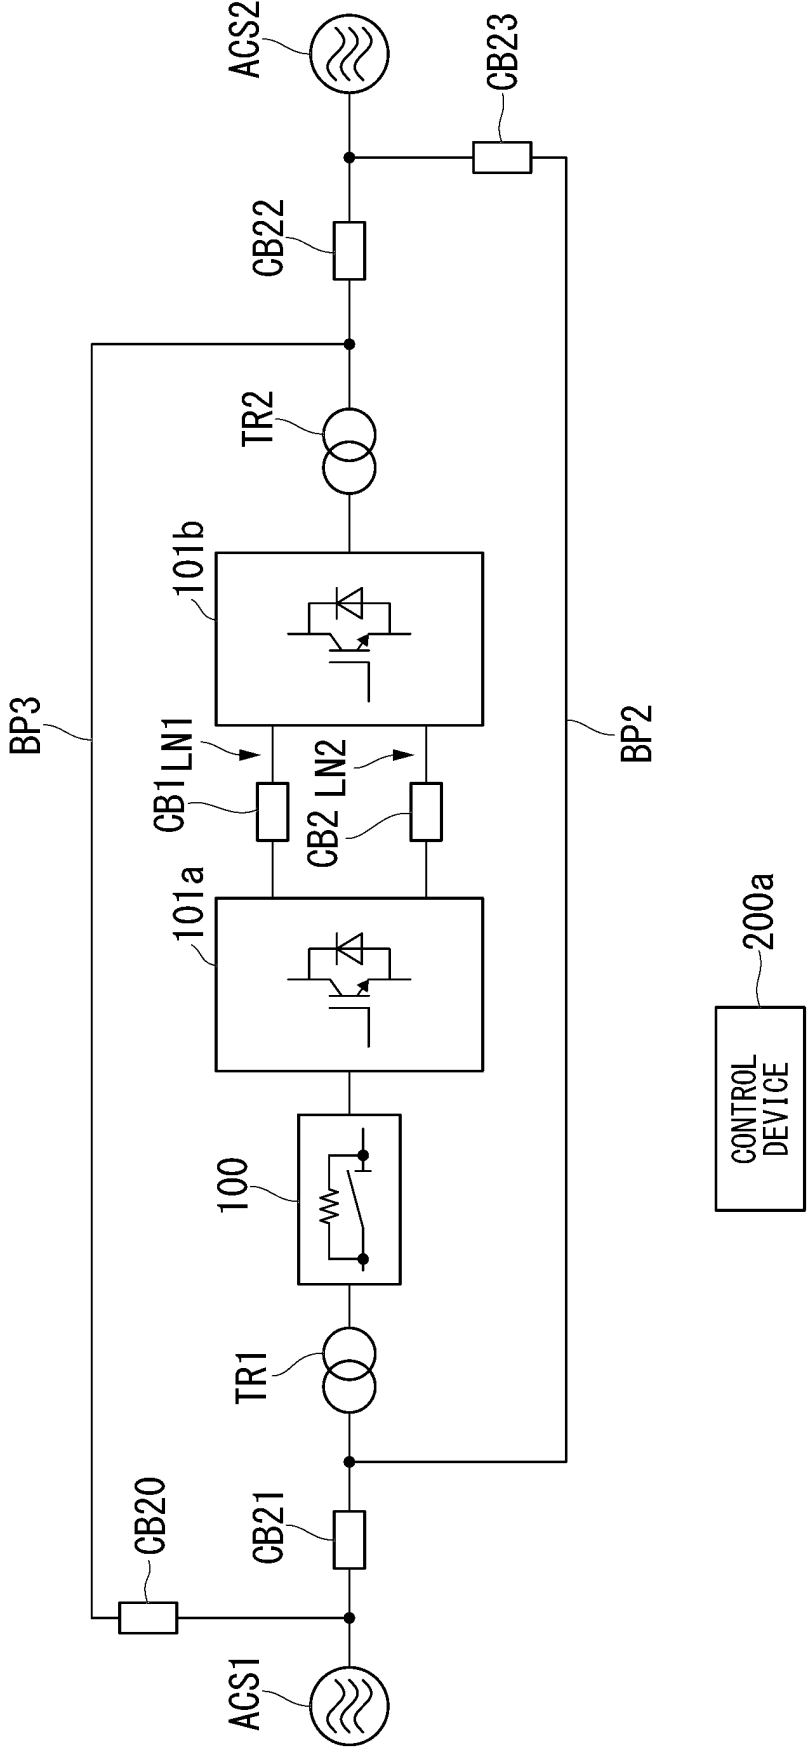 BP3
CB20
ACS1
CB21
TR1
100
101a
CB1
LN1
CB2
LN2
101b
TR2
CB22
ACS2
CB23
BP2
CONTROL
DEVICE
200a